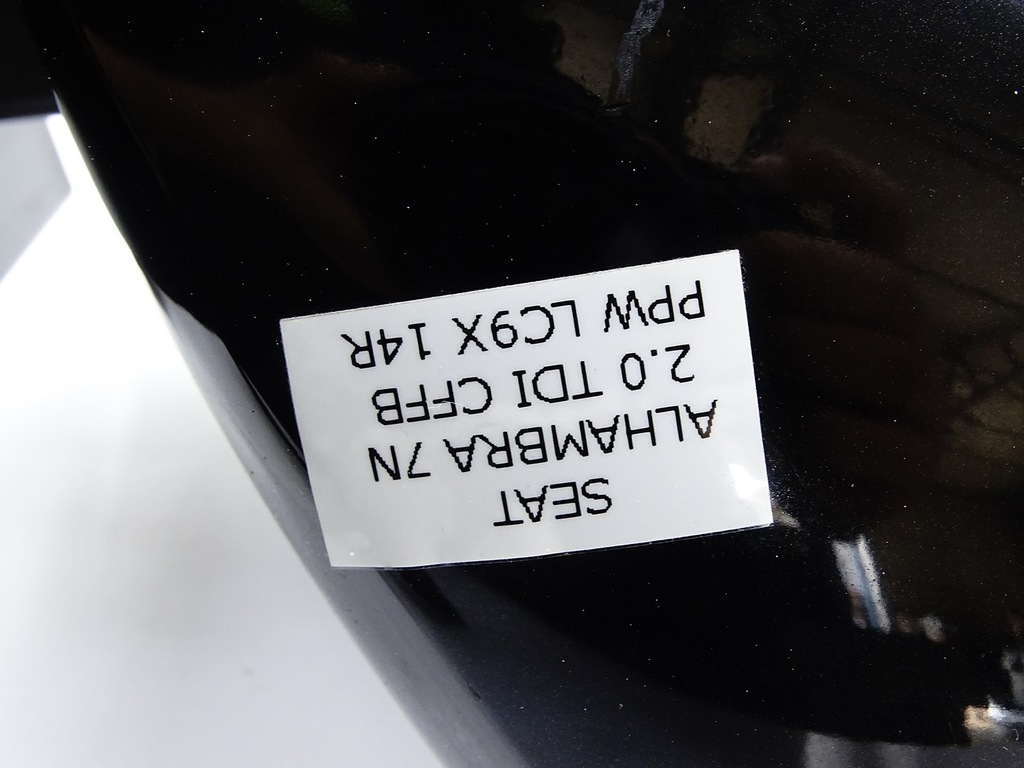 SEAT
ALHAMBRA 7N
2.0 TDI CFFB
PPW LC9X 14R